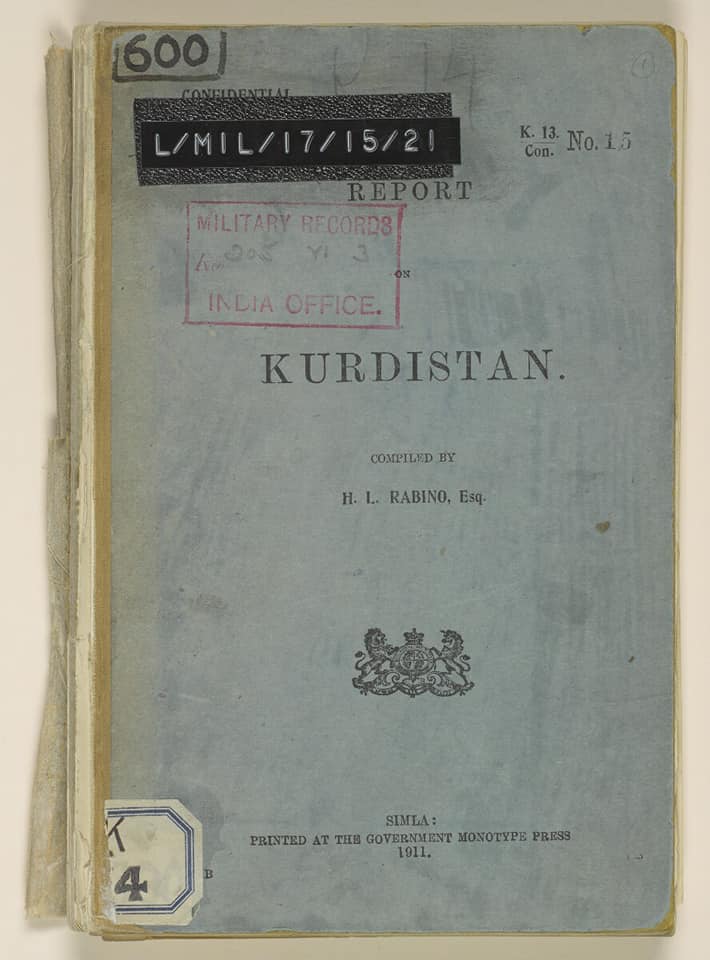 600
CONFIDENTIAL
L/MIL/17/15/21
K. 13.
Con.
No. 15
REPORT
MILITARY RECORDS
3
INDIA OFFICE.
ON
KURDISTAN.
COMPILED BY
H. L. RABINO, Esq.
SIMLA:
PRINTED AT THE GOVERNMENT MONOTYPE PRESS
1911.
4
B